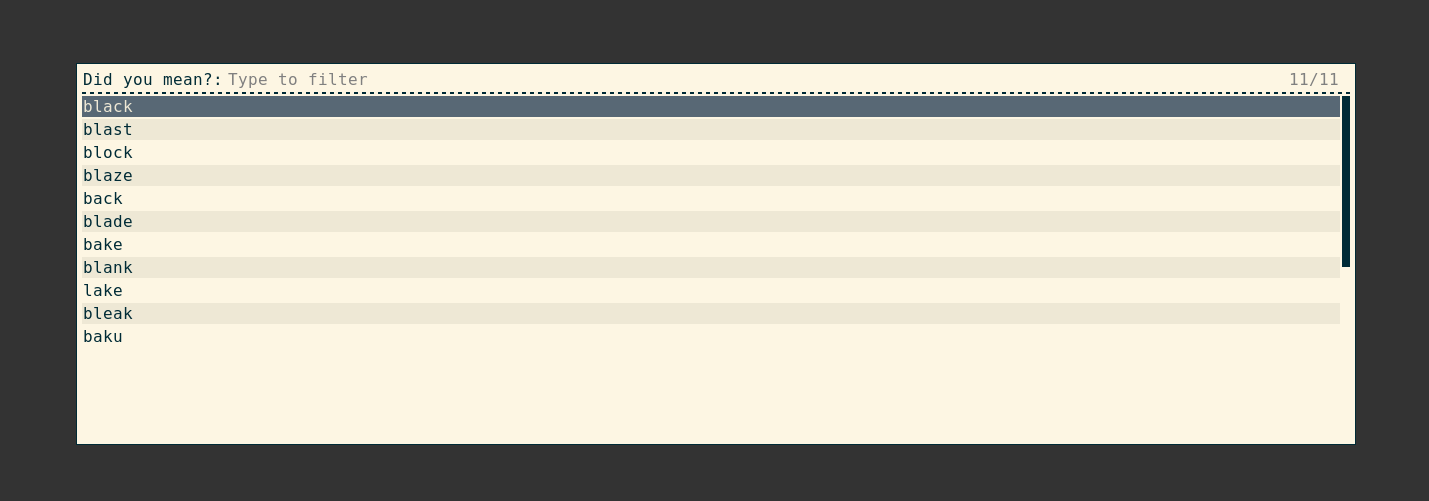 Did you mean?: Type to filter 11/11
black
blast
block
blaze
back
blade
bake
blank
lake
bleak
baku